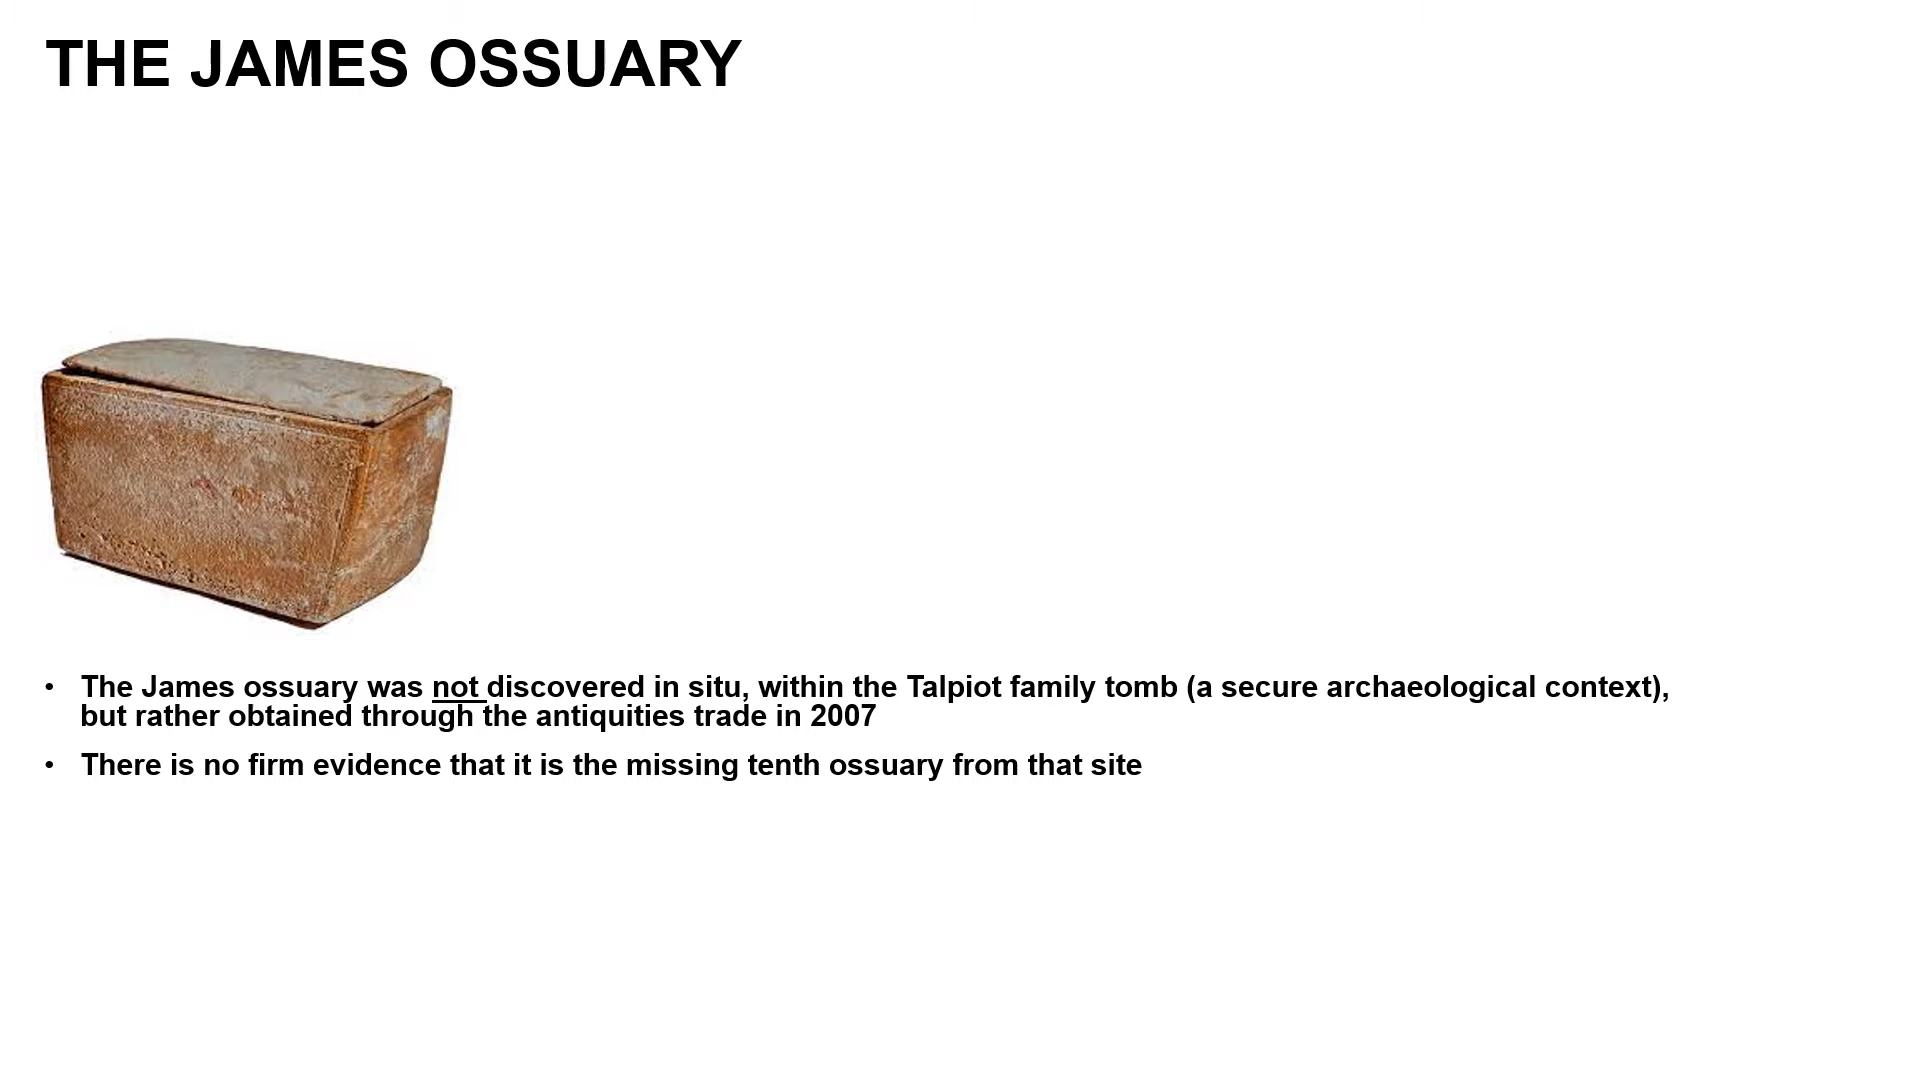 THE JAMES OSSUARY
• The James ossuary was not discovered in situ, within the Talpiot family tomb (a secure archaeological context),
but rather obtained through the antiquities trade in 2007
• There is no firm evidence that it is the missing tenth ossuary from that site